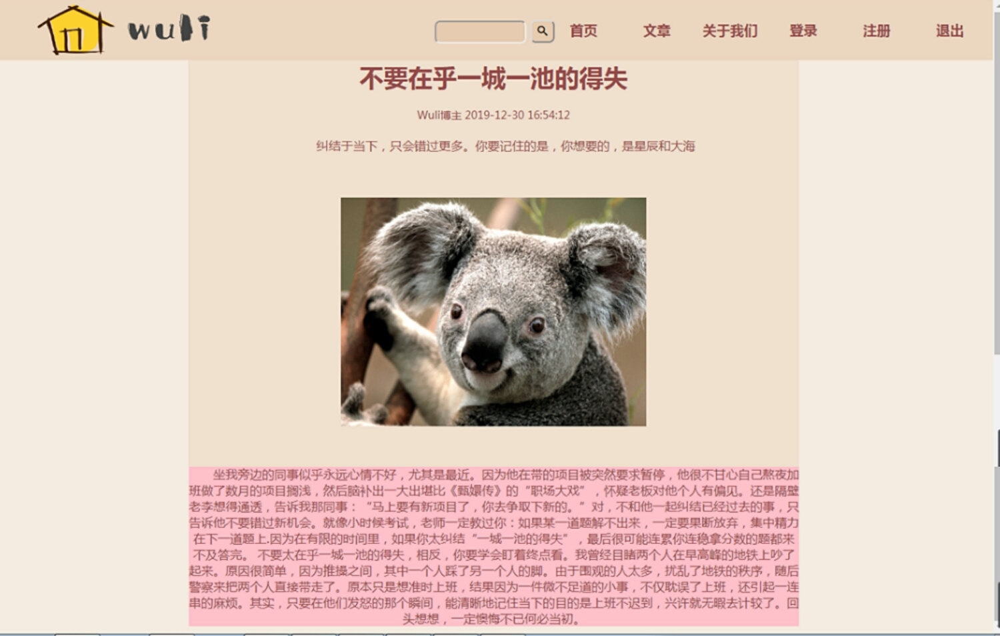 wuli
首页 文章 关于我们 登录 注册 退出
不要在乎一城一池的得失
Wuli博主 2019-12-30 16:54:12
纠结于当下，只会错过更多。你要记住的是，你想要的，是星辰和大海
坐我旁边的同事似乎永远心情不好，尤其是最近。因为他在带的项目被突然要求暂停，他很不甘心自己熬夜加
班做了数月的项目搁浅，然后脑补出一大出堪比《甄嬛传》的“职场大戏”，怀疑老板对他个人有偏见。还是隔壁
老李想得通透，告诉我那同事：“马上要有新项目了，你去争取下新的。”对，不和他一起纠结已经过去的事，只
告诉他不要错过新机会。就像小时候考试，老师一定教过你：如果某一道题解不出来，一定要果断放弃，集中精力
在下一道题上.因为在有限的时间里，如果你太纠结“一城一池的得失”，最后很可能连累你连稳拿分数的题都来
不及答完。 不要太在乎一城一池的得失，相反，你要学会盯着终点看。我曾经目睹两个人在早高峰的地铁上吵了
起来。原因很简单，因为推搡之间，其中一个人踩了另一个人的脚。由于围观的人太多，扰乱了地铁的秩序，随后
警察来把两个人直接带走了。原本只是想准时上班，结果因为一件微不足道的小事，不仅耽误了上班，还引起一连
串的麻烦。其实，只要在他们发怒的那个瞬间，能清晰地记住当下的目的是上班不迟到，兴许就无暇去计较了。回
头想想，一定懊悔不已何必当初。